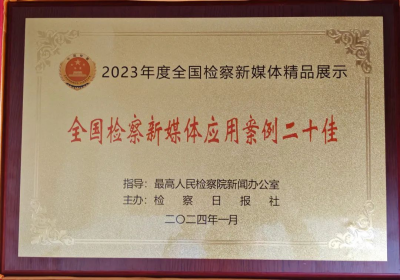 2023年度全国检察新媒体精品展示
全国检察新媒体应用案例二十佳
指导：最高人民检察院新闻办公室
主办：检察日报社
二〇二四年一月